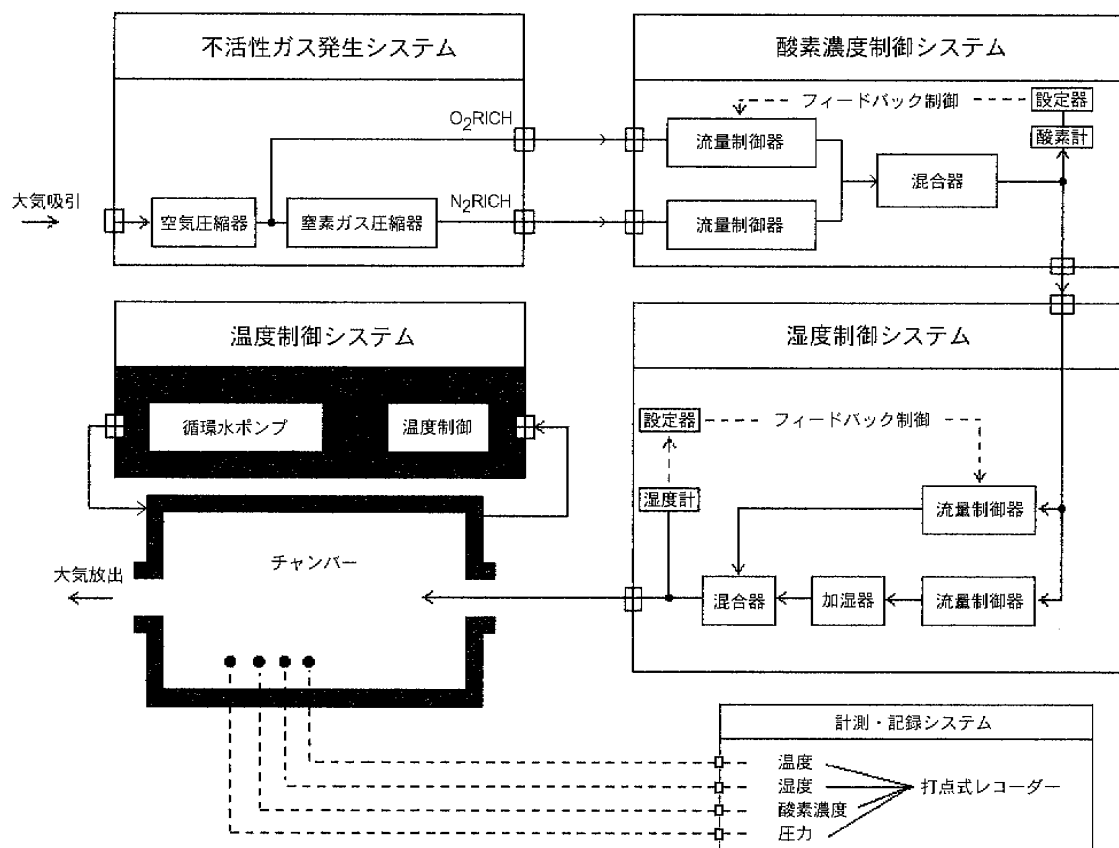 不活性ガス発生システム
O2RICH
大気吸引
空気圧縮器
窒素ガス圧縮器
N2RICH
酸素濃度制御システム
フィードバック制御
設定器
酸素計
流量制御器
混合器
流量制御器
温度制御システム
循環水ポンプ
温度制御
チャンバー
大気放出
湿度制御システム
設定器
フィードバック制御
湿度計
流量制御器
混合器
加湿器
流量制御器
計測・記録システム
温度
湿度
打点式レコーダー
酸素濃度
圧力